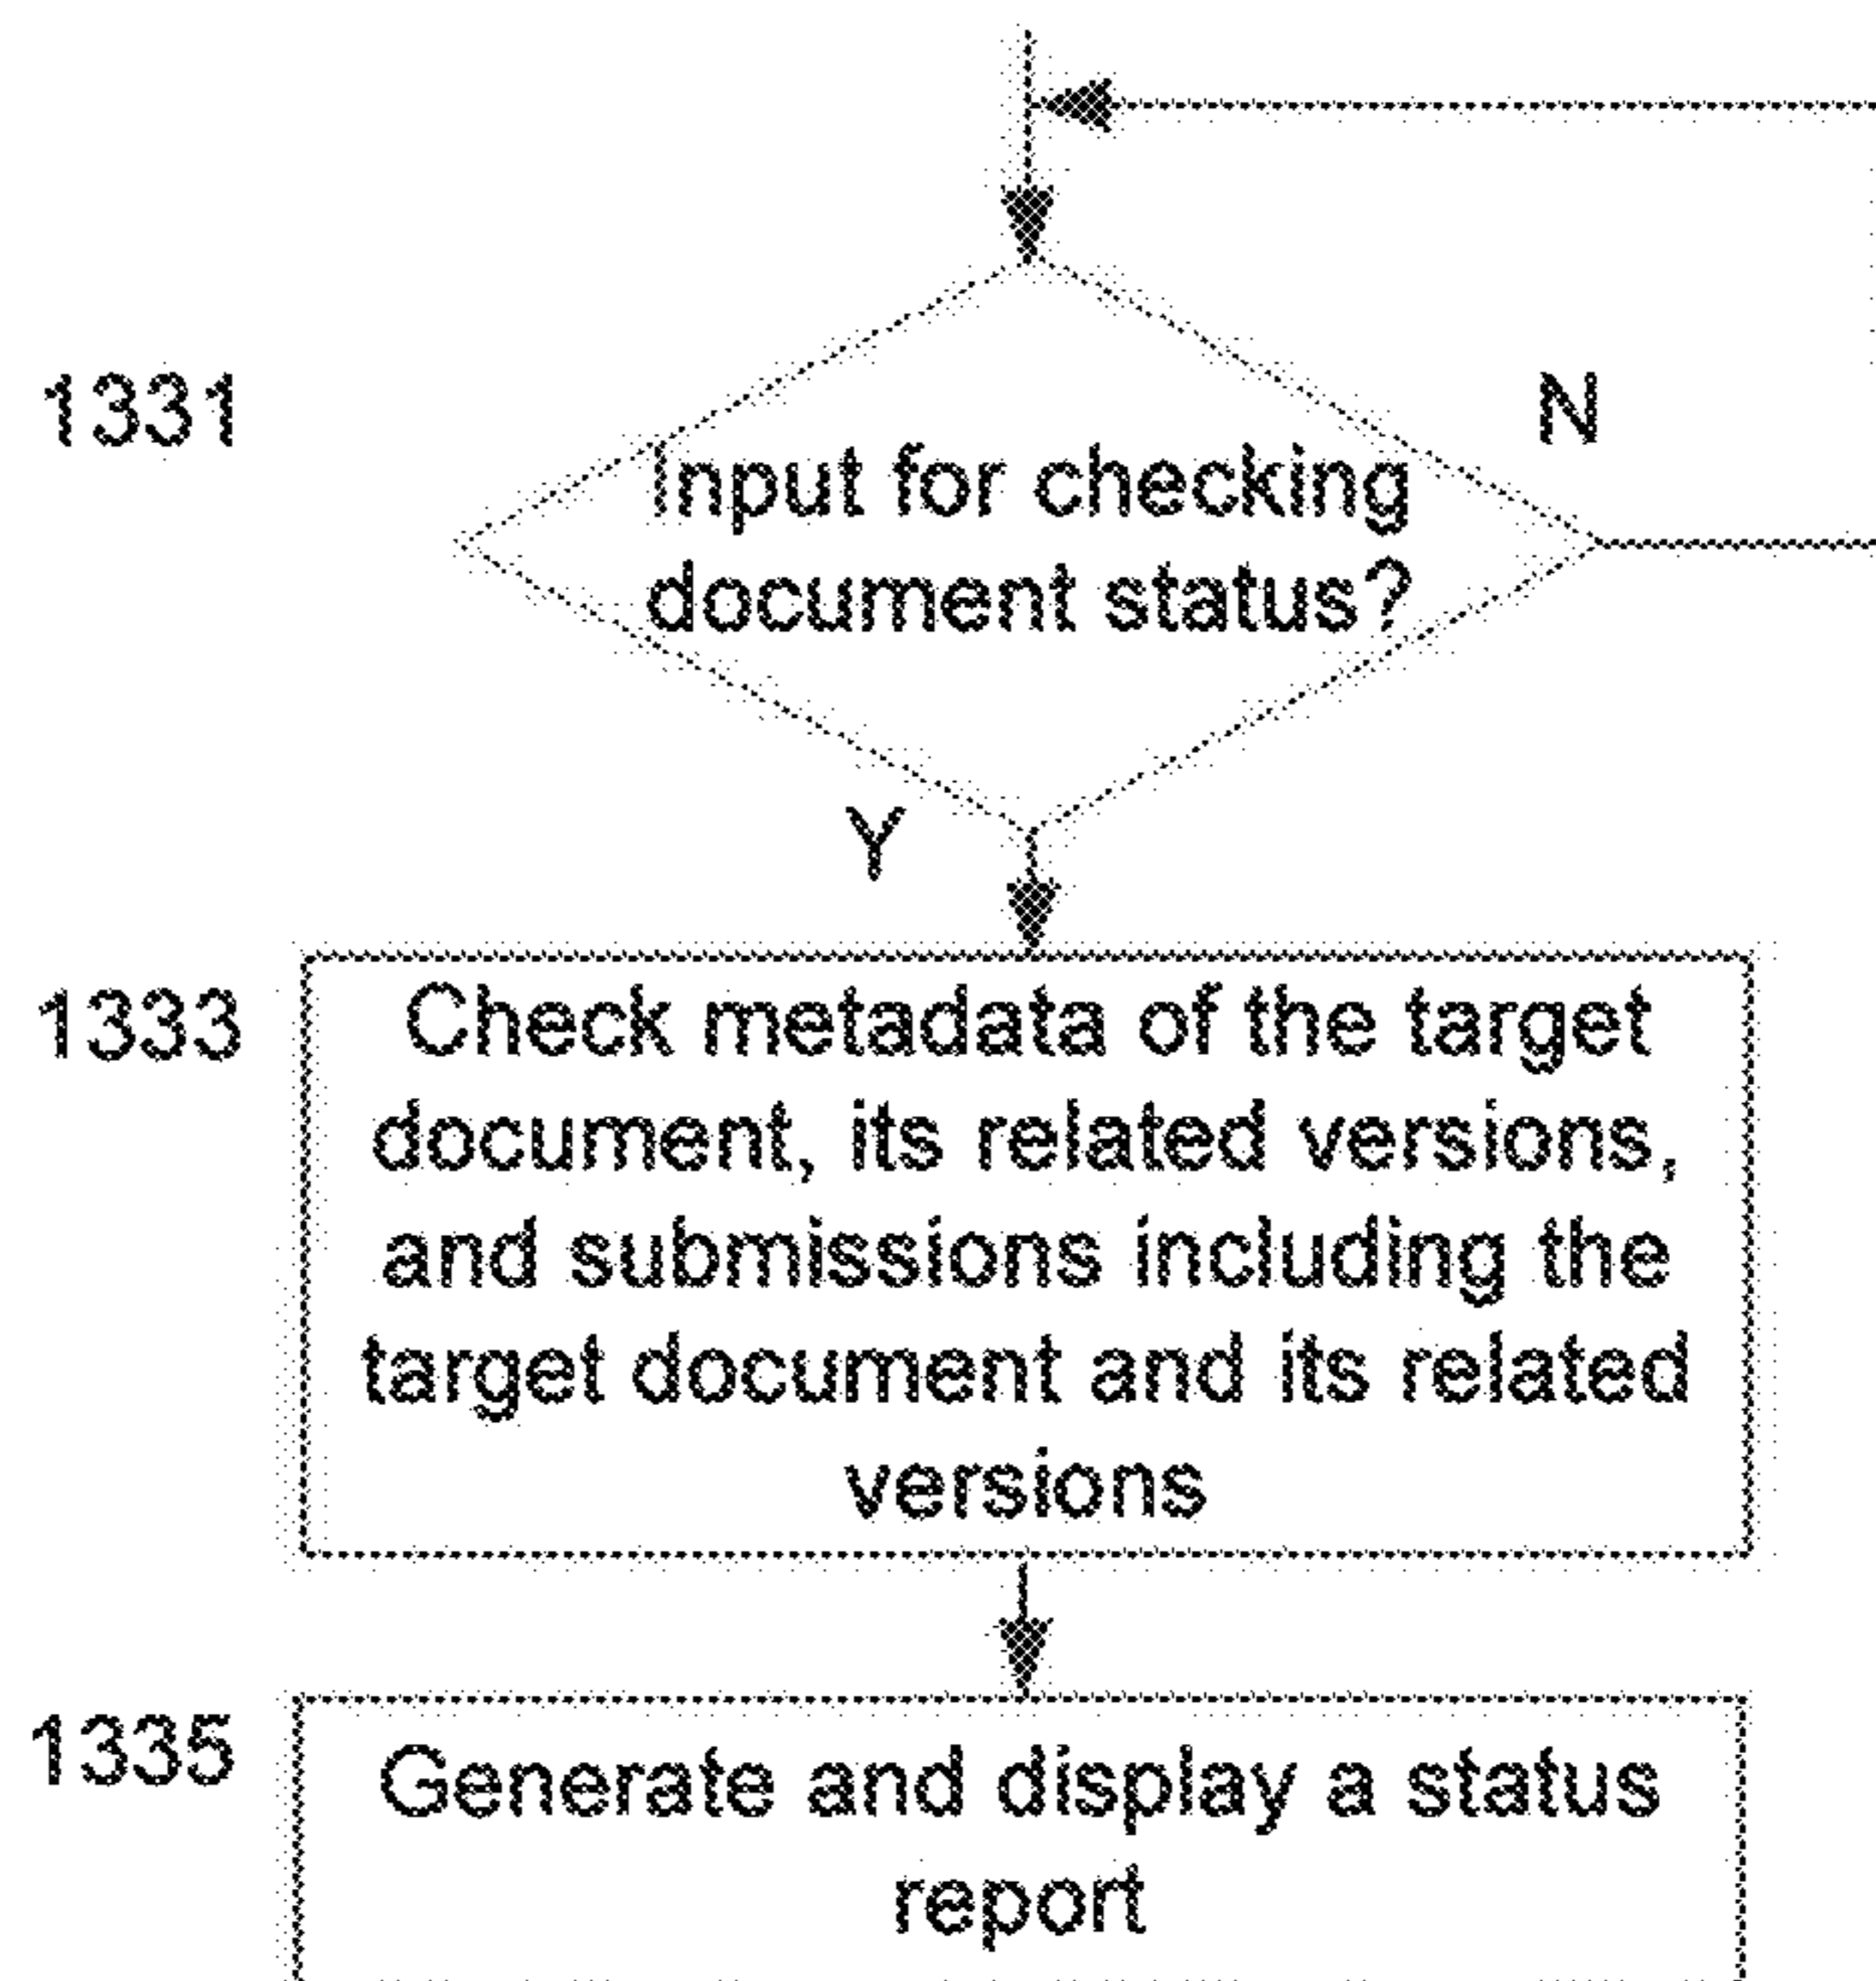 1331
N
Input for checking
document status?
Y
1333
Check metadata of the target
document, its related versions,
and submissions including the
target document and its related
versions
1335
Generate and display a status
report